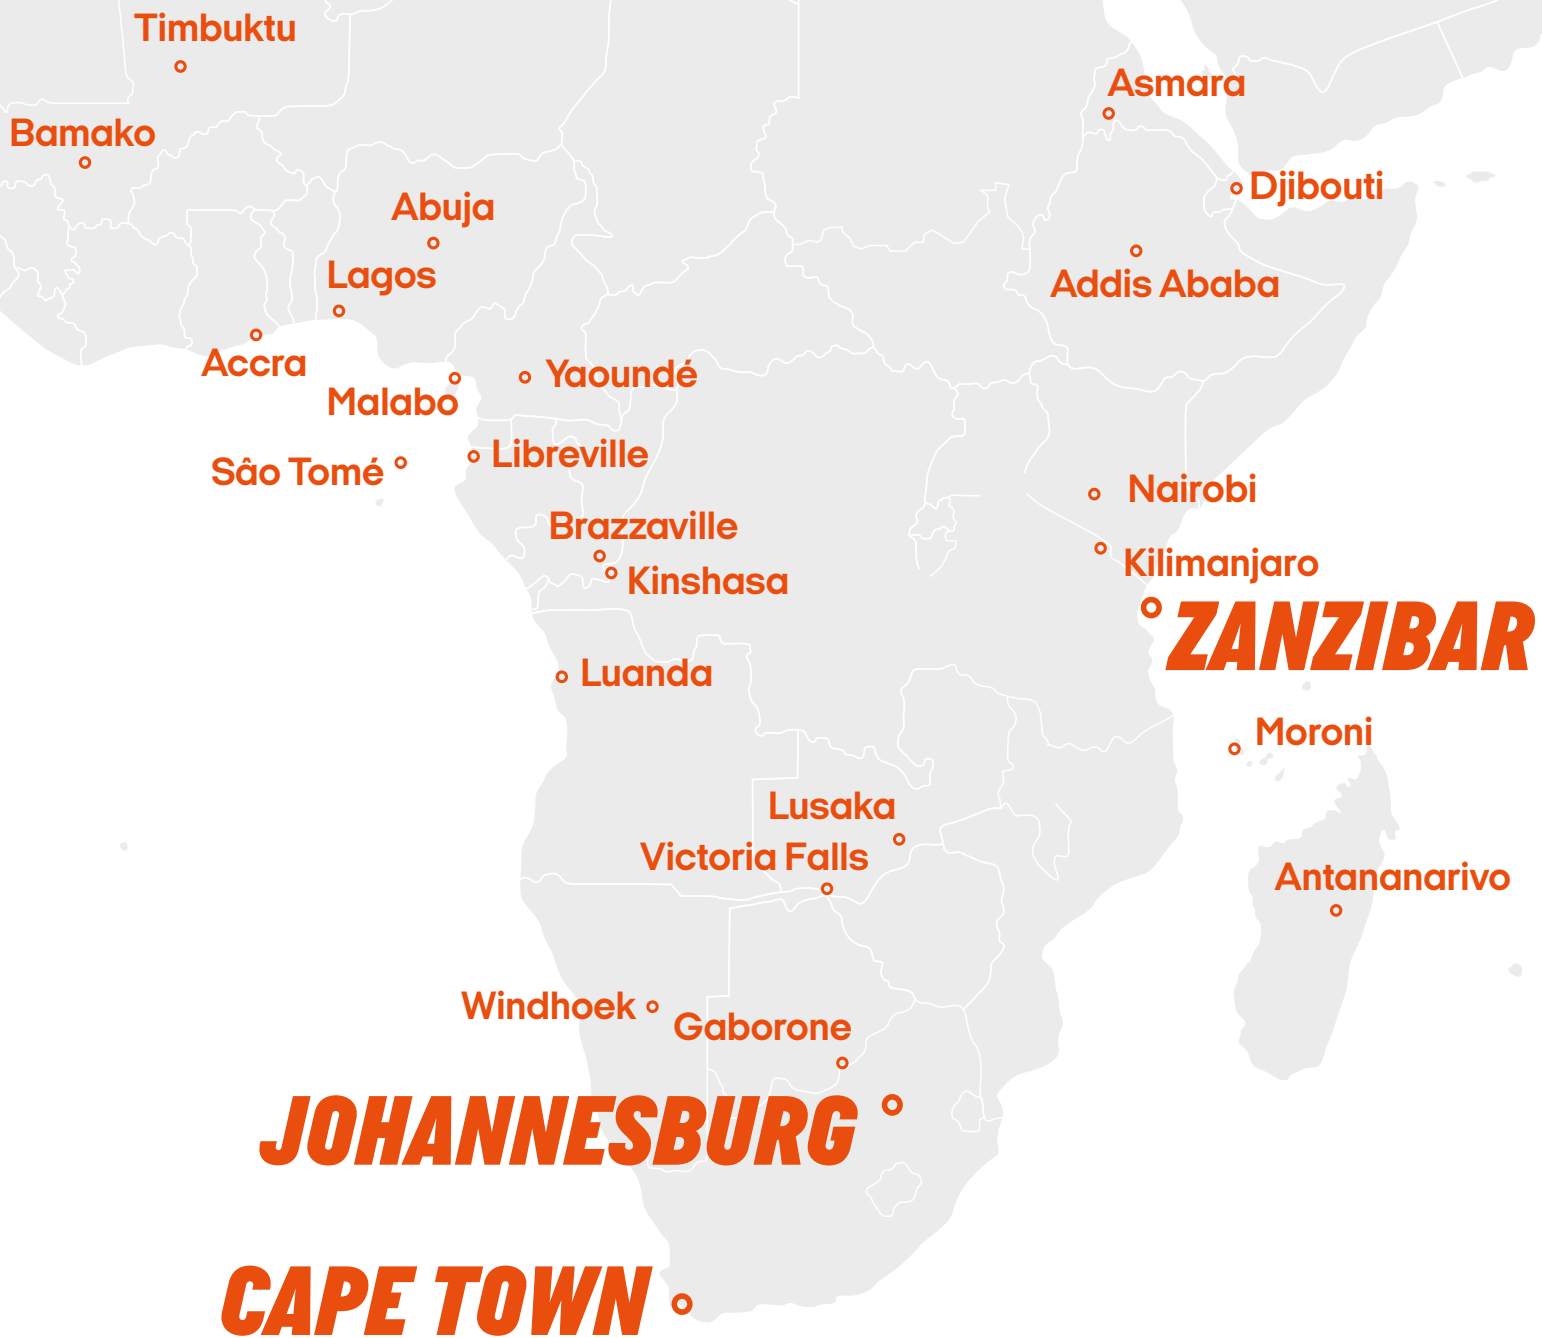 Timbuktu
Asmara
Bamako
Djibouti
Abuja
Lagos
Addis Ababa
Accra
Yaoundé
Malabo
Libreville
Sâo Tomé
Nairobi
Brazzaville
Kilimanjaro
Kinshasa
ZANZIBAR
Luanda
Moroni
Lusaka
Victoria Falls
Antananarivo
Windhoek
Gaborone
JOHANNESBURG
CAPE TOWN